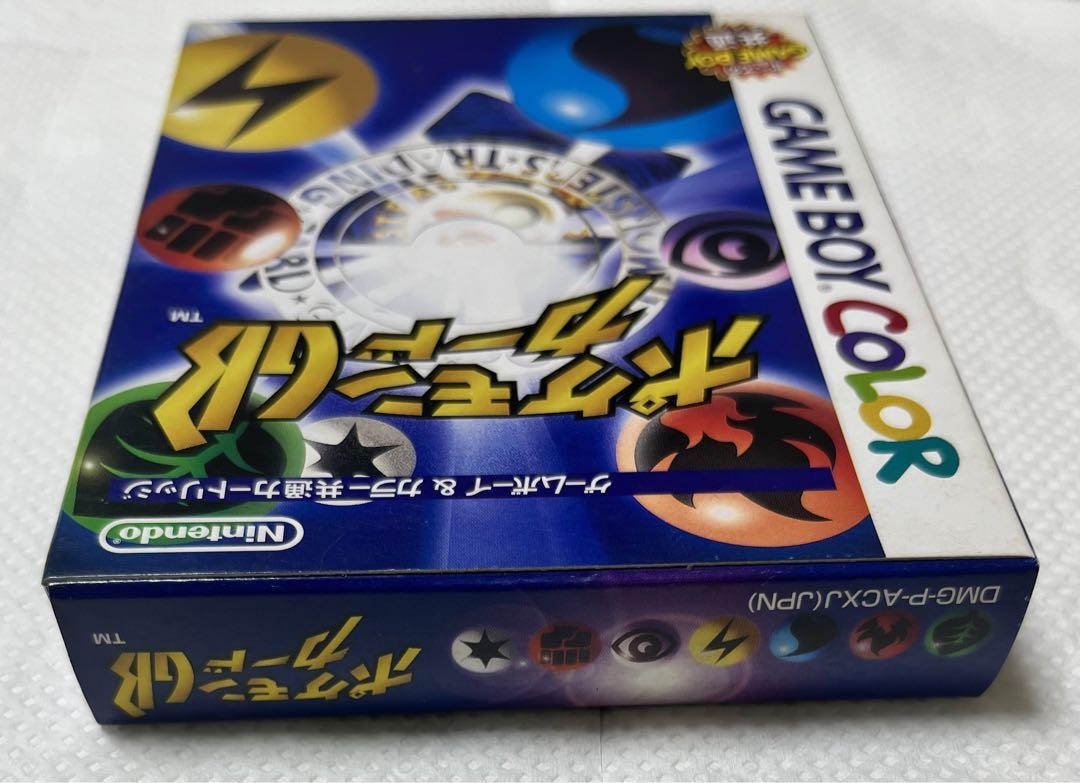 GAME BOY COLOR
GAME BOY
共通
ポケモン
カードGB
TM
ゲームボーイ & カラー共通カートリッジ
Nintendo
DMG-P-ACXJ(JPN)
ポケモン
カードGB
TM